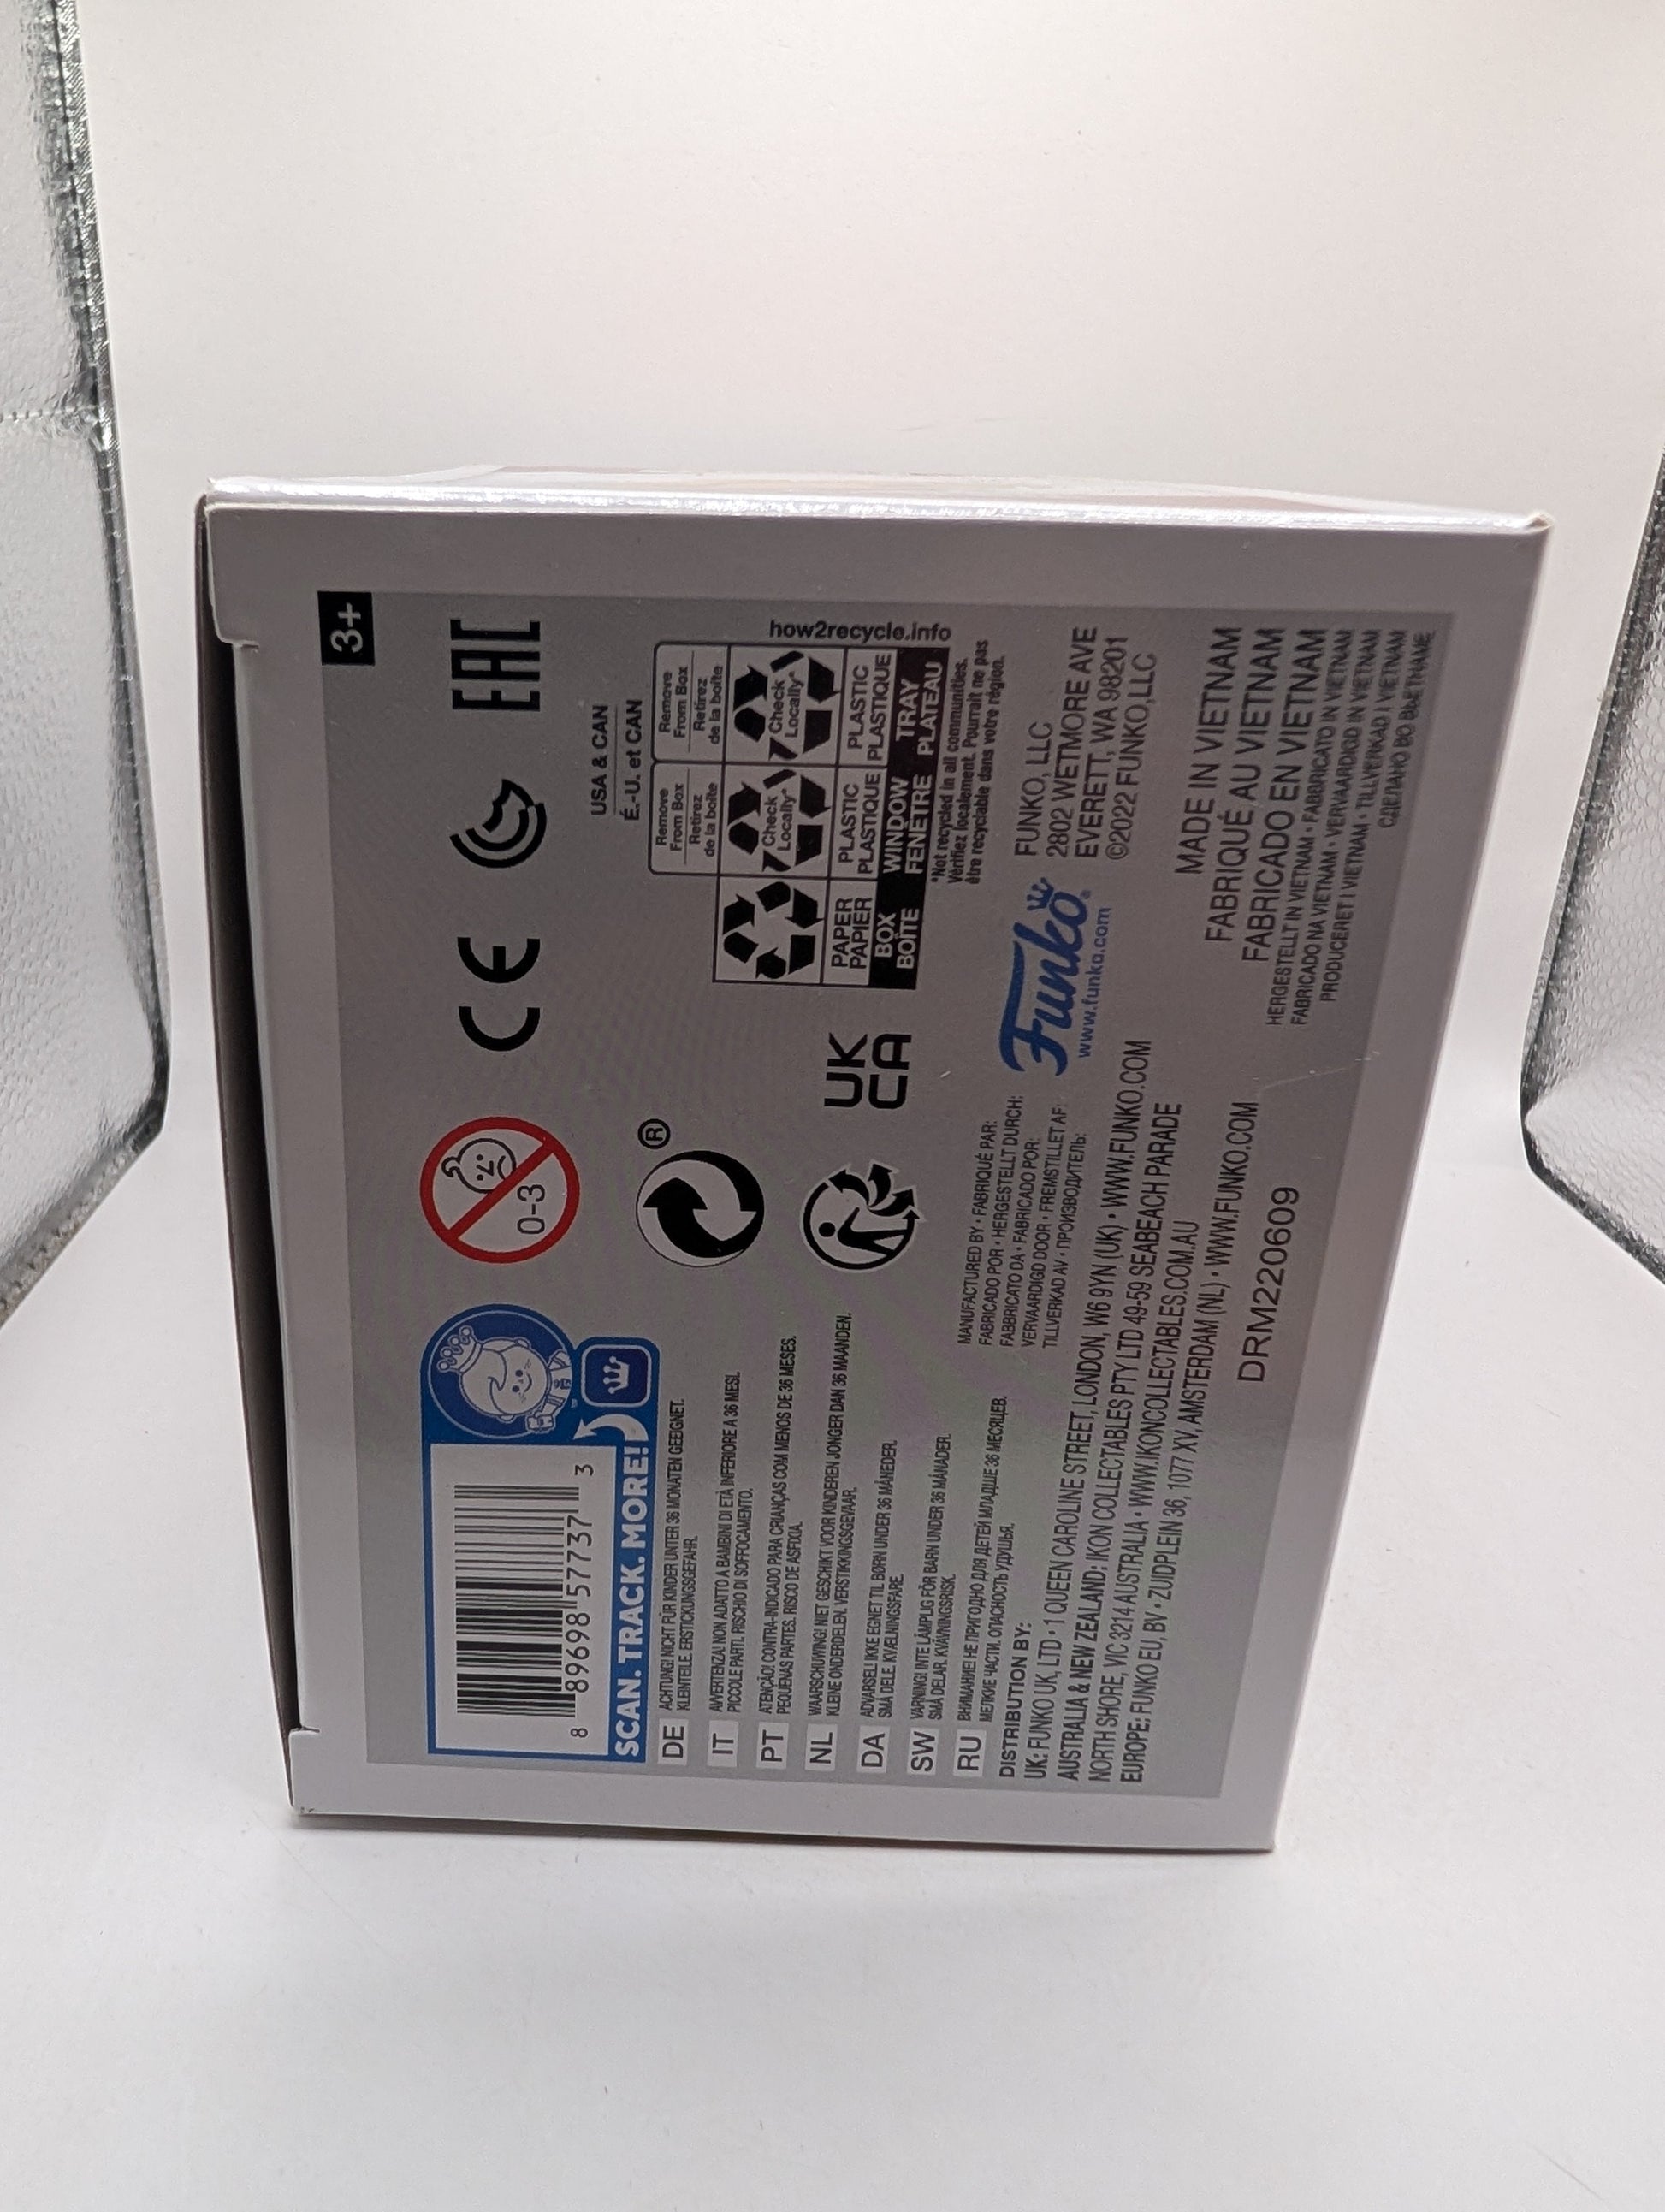 3+
8 89698 57737 3
SCAN. TRACK. MORE!
0-3
CE
EAC
®
UK
CA
USA & CAN
É.-U. et CAN
Remove
From Box
Retirez
de la boîte
Remove
From Box
Retirez
de la boîte
Check
Locally*
Check
Locally*
PAPER
PAPIER
PLASTIC
PLASTIQUE
PLASTIC
PLASTIQUE
BOX
BOÎTE
WINDOW
FENÊTRE
TRAY
PLATEAU
how2recycle.info
*Not recycled in all communities.
Vérifiez localement. Pourrait ne pas
être recyclable dans votre région.
DE ACHTUNG! NICHT FÜR KINDER UNTER 36 MONATEN GEEIGNET.
KLEINTEILE. ERSTICKUNGSGEFAHR.
IT AVVERTENZA! NON ADATTO A BAMBINI DI ETÀ INFERIORE A 36 MESI.
PICCOLE PARTI. RISCHIO DI SOFFOCAMENTO.
PT ATENÇÃO! CONTRA-INDICADO PARA CRIANÇAS COM MENOS DE 36 MESES.
PEQUENAS PARTES. RISCO DE ASFIXIA.
NL WAARSCHUWING! NIET GESCHIKT VOOR KINDEREN JONGER DAN 36 MAANDEN.
KLEINE ONDERDELEN. VERSTIKKINGSGEVAAR.
DA ADVARSEL! IKKE EGNET TIL BØRN UNDER 36 MÅNEDER.
SMÅ DELE. KVÆLNINGSFARE.
SW VARNING! INTE LÄMPLIG FÖR BARN UNDER 36 MÅNADER.
SMÅ DELAR. KVÄVNINGSRISK.
RU ВНИМАНИЕ! НЕ ПРИГОДНО ДЛЯ ДЕТЕЙ МЛАДШЕ 36 МЕСЯЦЕВ.
МЕЛКИЕ ЧАСТИ. ОПАСНОСТЬ УДУШЬЯ.
MANUFACTURED BY • FABRIQUÉ PAR:
FABRICADO POR • HERGESTELLT DURCH:
FABBRICATO DA • FABRICADO POR:
VERVAARDIGD DOOR • FREMSTILLET AF:
TILLVERKAD AV • ПРОИЗВОДИТЕЛЬ:
Funko®
www.funko.com
FUNKO, LLC
2802 WETMORE AVE
EVERETT, WA 98201
©2022 FUNKO,LLC
DISTRIBUTION BY:
UK: FUNKO UK, LTD • 1 QUEEN CAROLINE STREET, LONDON, W6 9YN (UK) • WWW.FUNKO.COM
AUSTRALIA & NEW ZEALAND: IKON COLLECTABLES PTY LTD 49-59 SEABEACH PARADE
NORTH SHORE, VIC 3214 AUSTRALIA • WWW.IKONCOLLECTABLES.COM.AU
EUROPE: FUNKO EU, BV • ZUIDPLEIN 36, 1077 XV, AMSTERDAM (NL) • WWW.FUNKO.COM
DRM220609
MADE IN VIETNAM
FABRIQUÉ AU VIETNAM
FABRICADO EN VIETNAM
HERGESTELLT IN VIETNAM • FABBRICATO IN VIETNAM
FABRICADO NA VIETNAM • VERVAARDIGD IN VIETNAM
PRODUCERET I VIETNAM • TILLVERKAD I VIETNAM
СДЕЛАНО ВО ВЬЕТНАМЕ